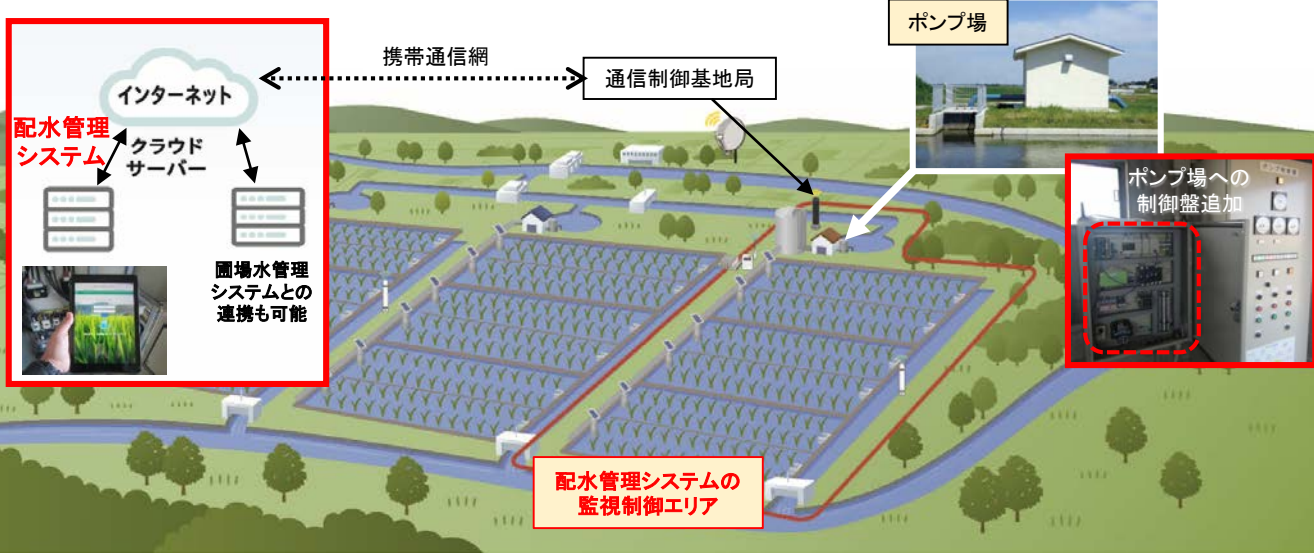 ポンプ場
携帯通信網
通信制御基地局
インターネット
配水管理
システム
クラウド
サーバー
圃場水管理
システムとの
連携も可能
ポンプ場への
制御盤追加
配水管理システムの
監視制御エリア